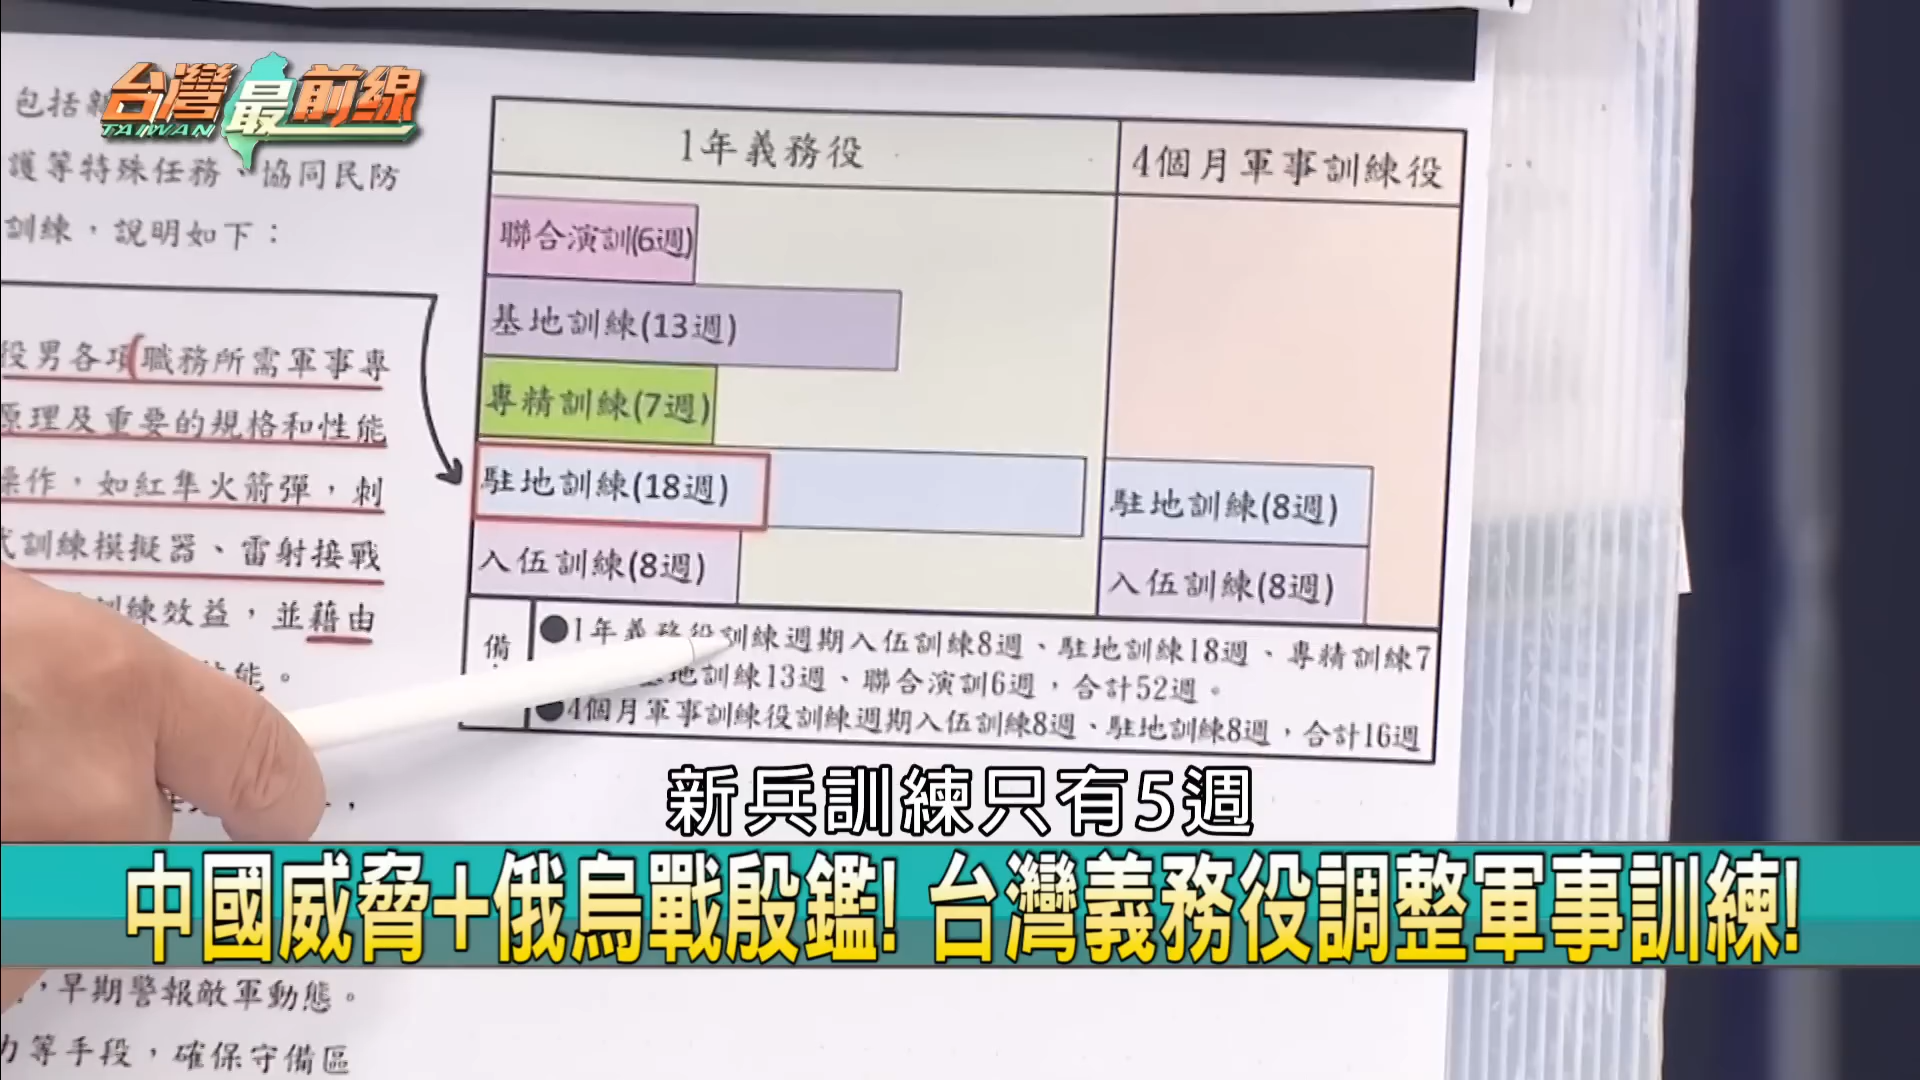 台灣最前線
TAIWAN
包括
護等特殊任務、協同民防
訓練，說明如下：
役男各項職務所需軍事專
原理及重要的規格和性能
操作，如紅隼火箭彈，刺
式訓練模擬器、雷射接戰
訓練效益，並藉由
能。
1年義務役
4個月軍事訓練役
聯合演訓(6週)
基地訓練(13週)
專精訓練(7週)
駐地訓練(18週)
駐地訓練(8週)
入伍訓練(8週)
入伍訓練(8週)
備
●1年義務役訓練週期入伍訓練8週、駐地訓練18週、專精訓練7
基地訓練13週、聯合演訓6週，合計52週。
●4個月軍事訓練役訓練週期入伍訓練8週、駐地訓練8週，合計16週
新兵訓練只有5週
中國威脅+俄烏戰殷鑑! 台灣義務役調整軍事訓練!
，早期警報敵軍動態。
力等手段，確保守備區